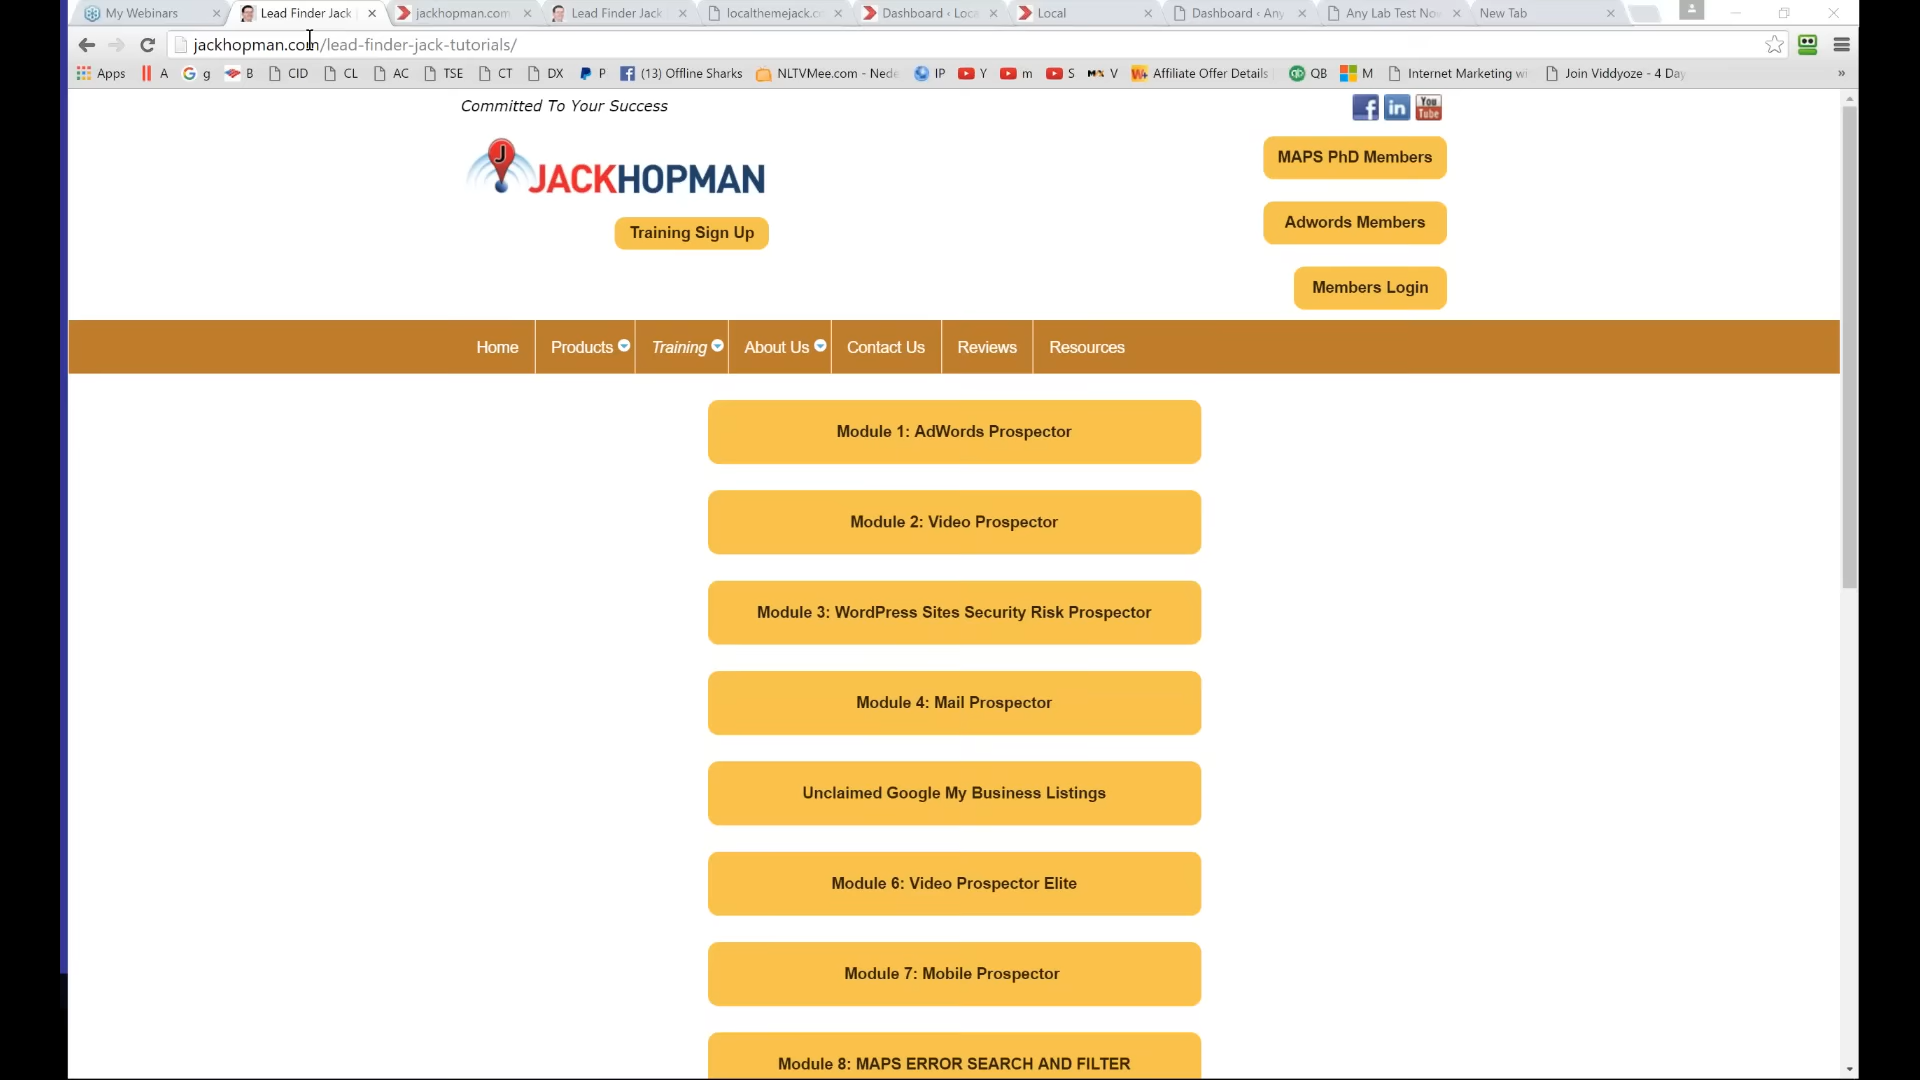 My Webinars
Lead Finder Jack
jackhopman.com
Lead Finder Jack
localthemejack.c
Dashboard ‹ Loc
Local
Dashboard ‹ Any
Any Lab Test No
New Tab
jackhopman.com/lead-finder-jack-tutorials/
Apps
A
g
B
CID
CL
AC
TSE
CT
DX
P
(13) Offline Sharks
NLTVMee.com - Nede
IP
Y
m
S
V
Affiliate Offer Details
QB
M
Internet Marketing wi
Join Viddyoze - 4 Day
»
Committed To Your Success
You Tube
MAPS PhD Members
J JACKHOPMAN
Adwords Members
Training Sign Up
Members Login
Home Products Training About Us Contact Us Reviews Resources
Module 1: AdWords Prospector
Module 2: Video Prospector
Module 3: WordPress Sites Security Risk Prospector
Module 4: Mail Prospector
Unclaimed Google My Business Listings
Module 6: Video Prospector Elite
Module 7: Mobile Prospector
Module 8: MAPS ERROR SEARCH AND FILTER